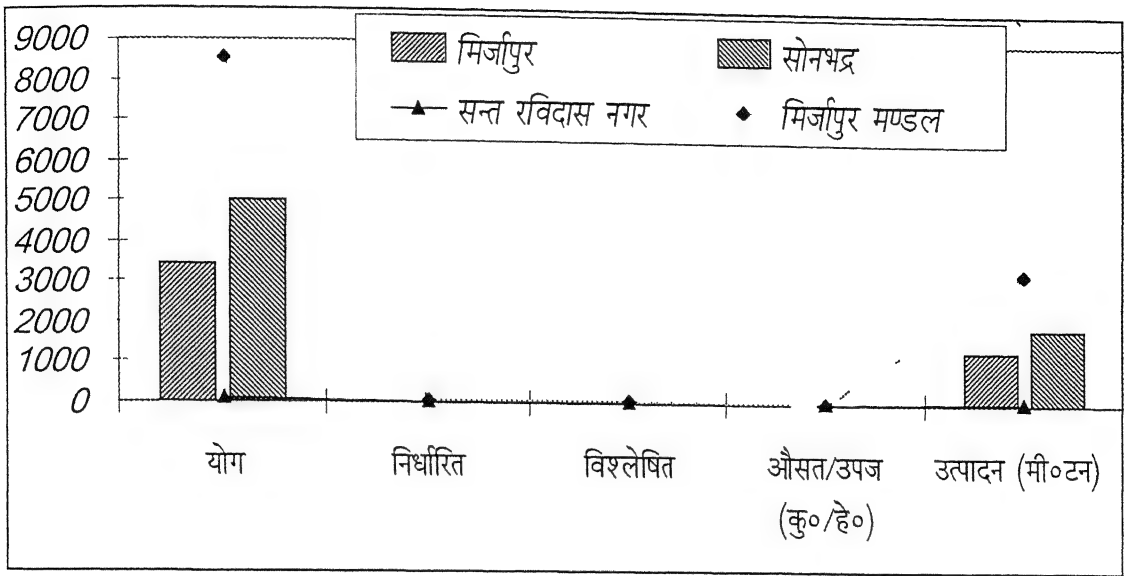 9000
8000
7000
6000
5000
4000
3000
2000
1000
0
मिर्जापुर
सोनभद्र
सन्त रविदास नगर
मिर्जापुर मण्डल
योग
निर्धारित
विश्लेषित
औसत/उपज
(कु०/हे०)
उत्पादन (मी०टन)